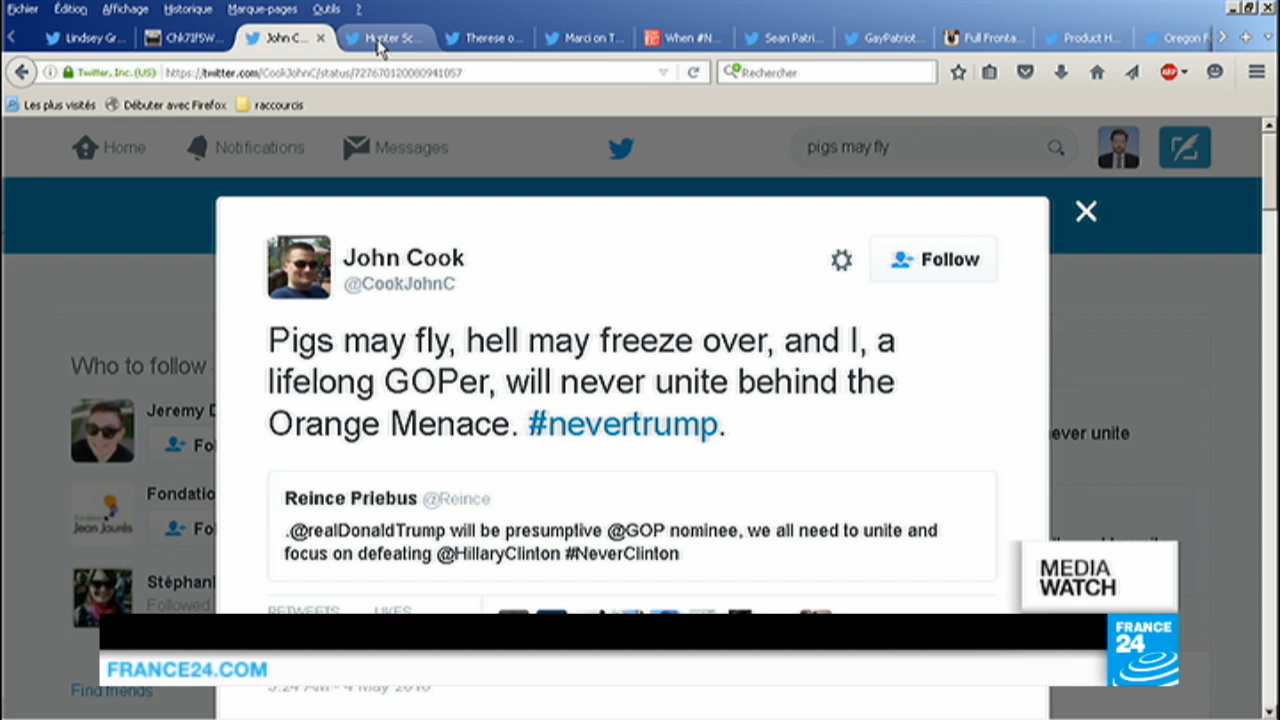 Fichier Édition Affichage Historique Marque-pages Outils ?
Lindsey Gr... Chk71f5W... John C... Hunter Sc... Therese o... Marci on T... When #N... Sean Patri... GayPatriot... Full Fronta... Product H... Oregon F
Twitter, Inc. (US) https://twitter.com/CookJohnC/status/727670120080941057 Rechercher
Les plus visités Débuter avec Firefox raccourcis
Home Notifications Messages pigs may fly
John Cook
@CookJohnC
Follow
Pigs may fly, hell may freeze over, and I, a
lifelong GOPer, will never unite behind the
Orange Menace. #nevertrump.
Reince Priebus @Reince
.@realDonaldTrump will be presumptive @GOP nominee, we all need to unite and
focus on defeating @HillaryClinton #NeverClinton
RETWEETS LIKES
Who to follow
Jeremy D
Fo
Fondatio
Fo
Fondation Jean Jaurès
Stéphan
Followed
Find friends
ever unite
MEDIA
WATCH
FRANCE
24
FRANCE24.COM